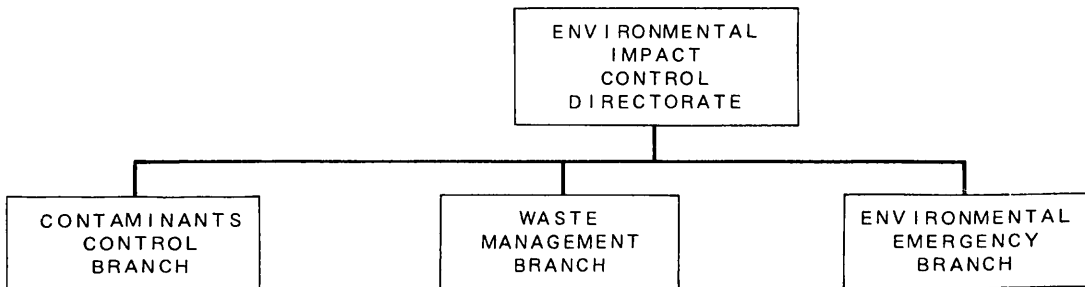 ENVIRONMENTAL
IMPACT
CONTROL
DIRECTORATE
CONTAMINANTS
CONTROL
BRANCH
WASTE
MANAGEMENT
BRANCH
ENVIRONMENTAL
EMERGENCY
BRANCH